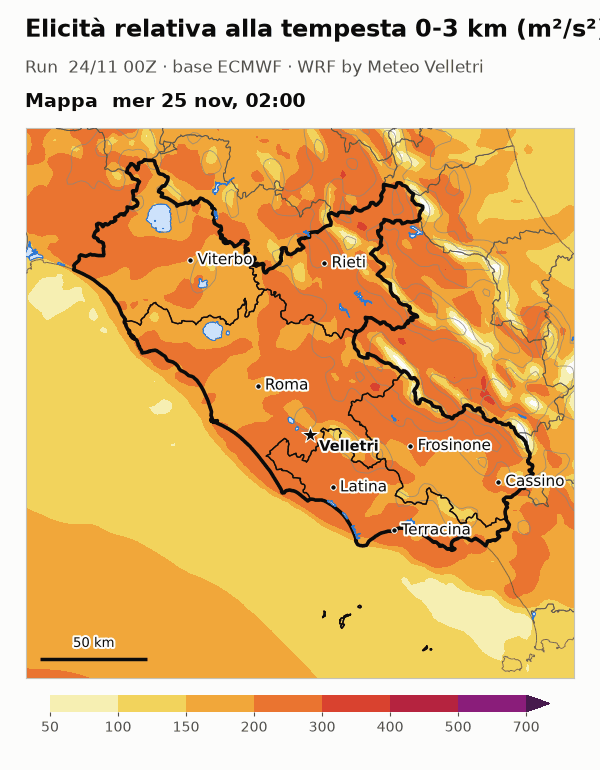 Elicità relativa alla tempesta 0-3 km (m²/s²)
Run 24/11 00Z · base ECMWF · WRF by Meteo Velletri
Mappa mer 25 nov, 02:00
Viterbo
Rieti
Roma
Velletri
Frosinone
Latina
Cassino
Terracina
50 km
50 100 150 200 300 400 500 700